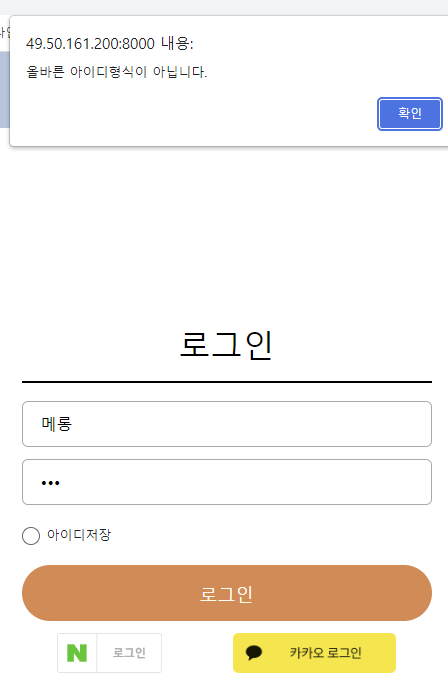 49.50.161.200:8000 내용:
올바른 아이디형식이 아닙니다.
확인
로그인
메롱
•••
아이디저장
로그인
N 로그인
카카오 로그인